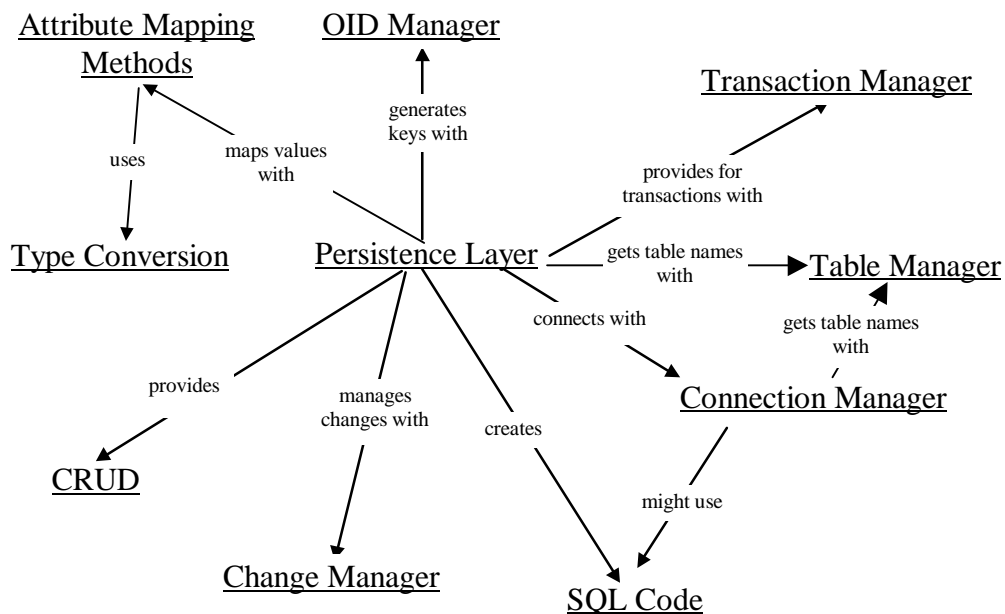 Attribute Mapping
Methods
OID Manager
Transaction Manager
generates
keys with
uses
maps values
with
provides for
transactions with
Type Conversion
Persistence Layer
gets table names
with
Table Manager
connects with
gets table names
with
provides
manages
changes with
creates
Connection Manager
CRUD
might use
Change Manager
SQL Code